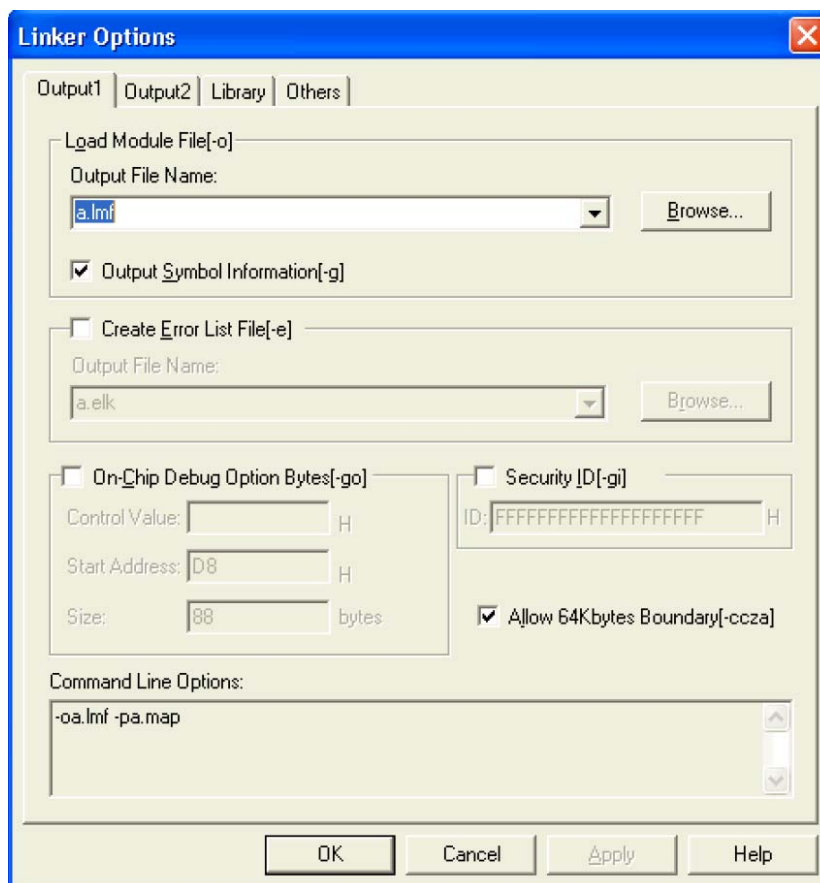 Linker Options
Output1 Output2 Library Others
Load Module File[-o]
Output File Name:
a.lmf Browse...
Output Symbol Information[-g]
Create Error List File[-e]
Output File Name:
a.elk Browse...
On-Chip Debug Option Bytes[-go] Security ID[-gi]
Control Value: H ID: FFFFFFFFFFFFFFFFFFFF H
Start Address: D8 H
Size: 88 bytes Allow 64Kbytes Boundary[-ccza]
Command Line Options:
-oa.lmf -pa.map
OK Cancel Apply Help